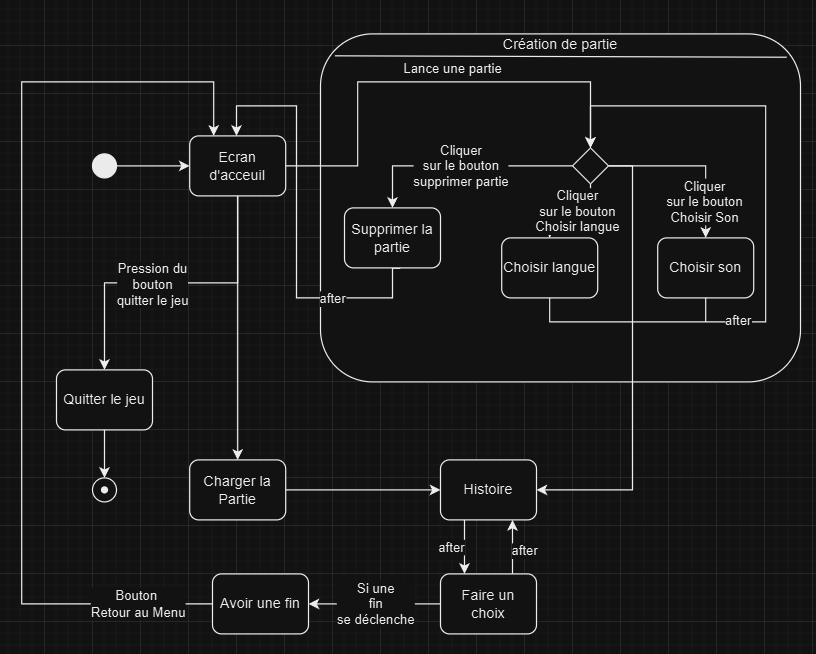 Création de partie
Lance une partie
Ecran
d'acceuil
Cliquer
sur le bouton
supprimer partie
Cliquer
sur le bouton
Choisir langue
Cliquer
sur le bouton
Choisir Son
Supprimer la
partie
Choisir langue
Choisir son
Pression du
bouton
quitter le jeu
after
after
Quitter le jeu
Charger la
Partie
Histoire
after
after
Bouton
Retour au Menu
Avoir une fin
Si une
fin
se déclenche
Faire un
choix